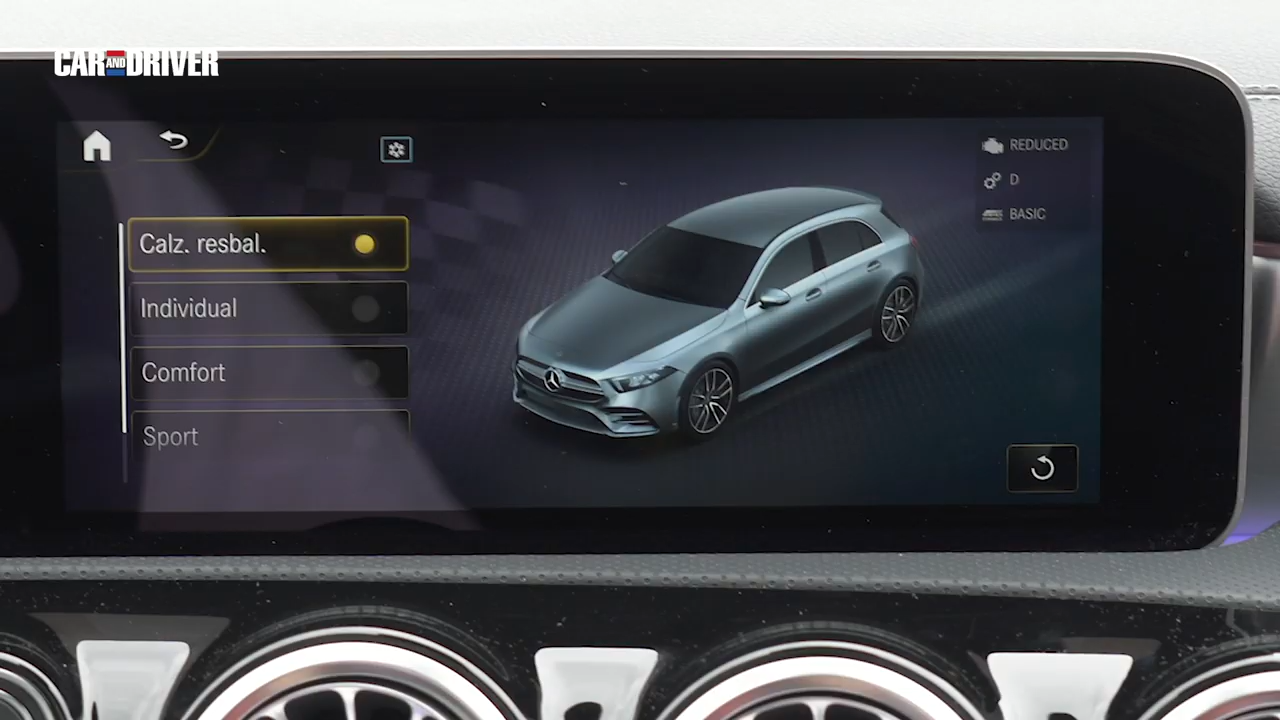 CAR AND DRIVER
REDUCED
D
BASIC
Calz. resbal.
Individual
Comfort
Sport